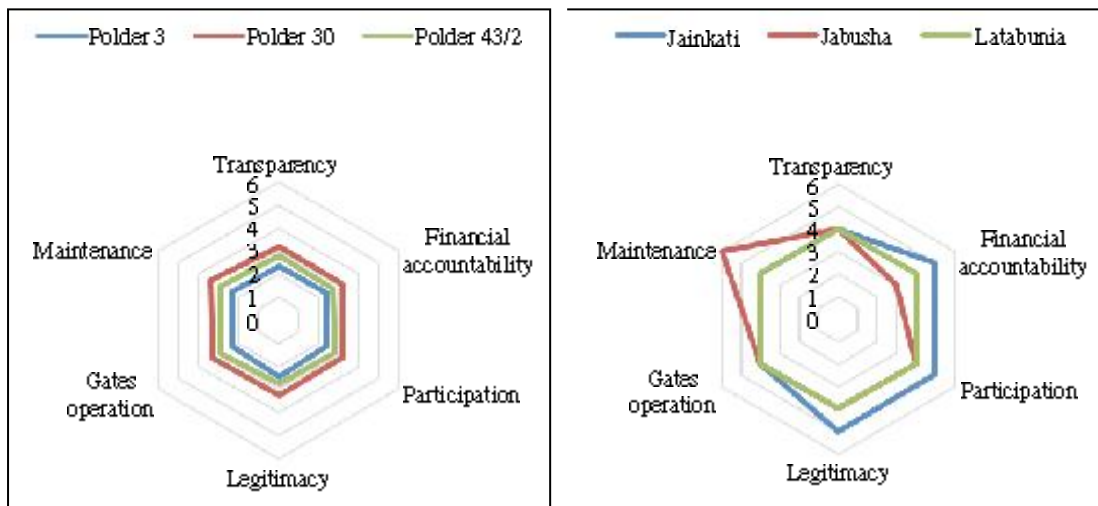 Polder 3 Polder 30 Polder 43/2
Transparency
6
5
4
3
2
1
0
Maintenance
Financial
accountability
Gates
operation
Participation
Legitimacy
Jainkati Jabusha Latabunia
Transparency
6
5
4
3
2
1
0
Maintenance
Financial
accountability
Gates
operation
Participation
Legitimacy